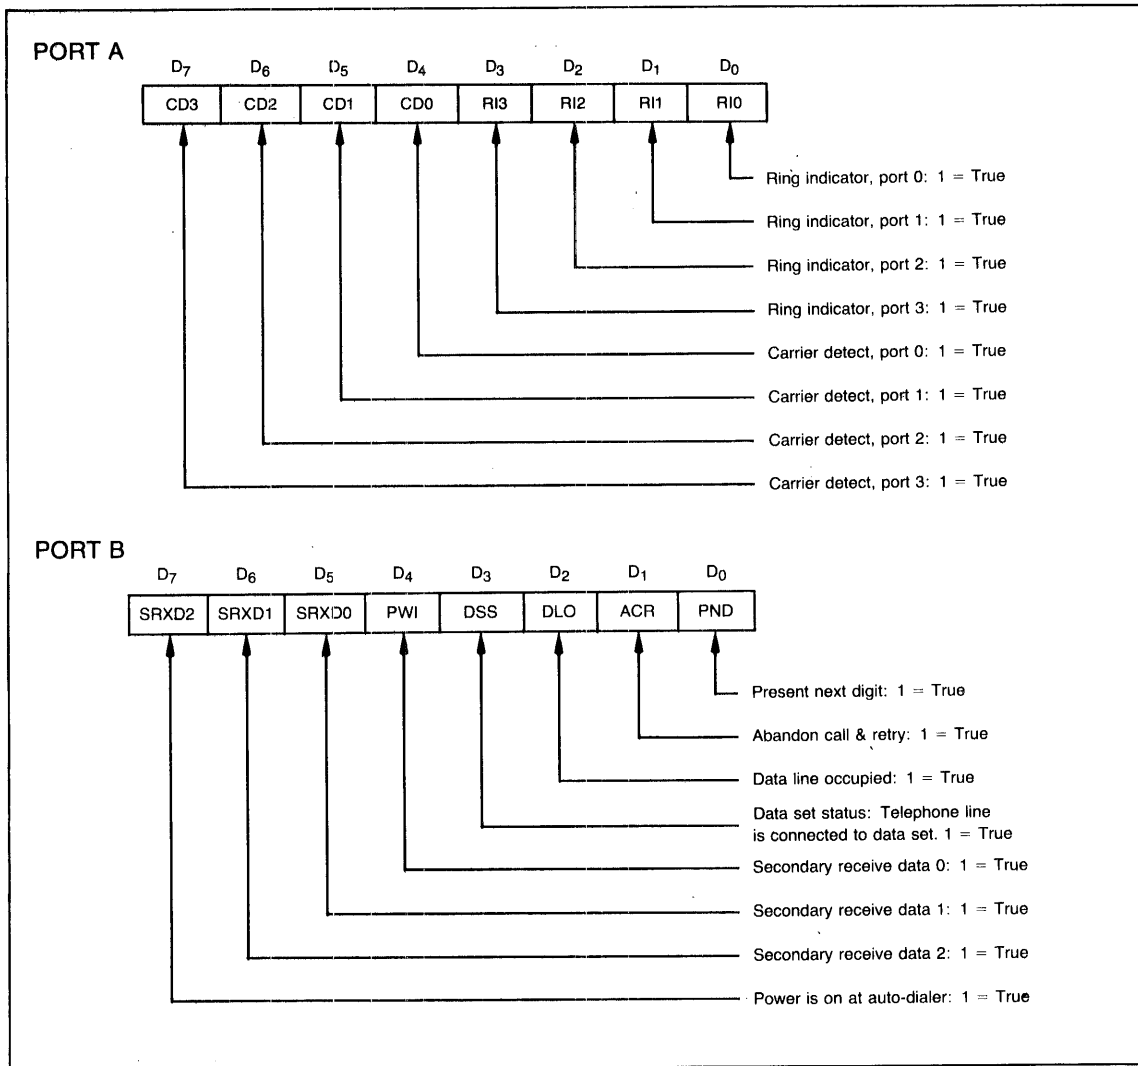 PORT A
D7 D6 D5 D4 D3 D2 D1 D0
CD3 CD2 CD1 CD0 RI3 RI2 RI1 RI0
Ring indicator, port 0: 1 = True
Ring indicator, port 1: 1 = True
Ring indicator, port 2: 1 = True
Ring indicator, port 3: 1 = True
Carrier detect, port 0: 1 = True
Carrier detect, port 1: 1 = True
Carrier detect, port 2: 1 = True
Carrier detect, port 3: 1 = True
PORT B
D7 D6 D5 D4 D3 D2 D1 D0
SRXD2 SRXD1 SRXD0 PWI DSS DLO ACR PND
Present next digit: 1 = True
Abandon call & retry: 1 = True
Data line occupied: 1 = True
Data set status: Telephone line
is connected to data set. 1 = True
Secondary receive data 0: 1 = True
Secondary receive data 1: 1 = True
Secondary receive data 2: 1 = True
Power is on at auto-dialer: 1 = True